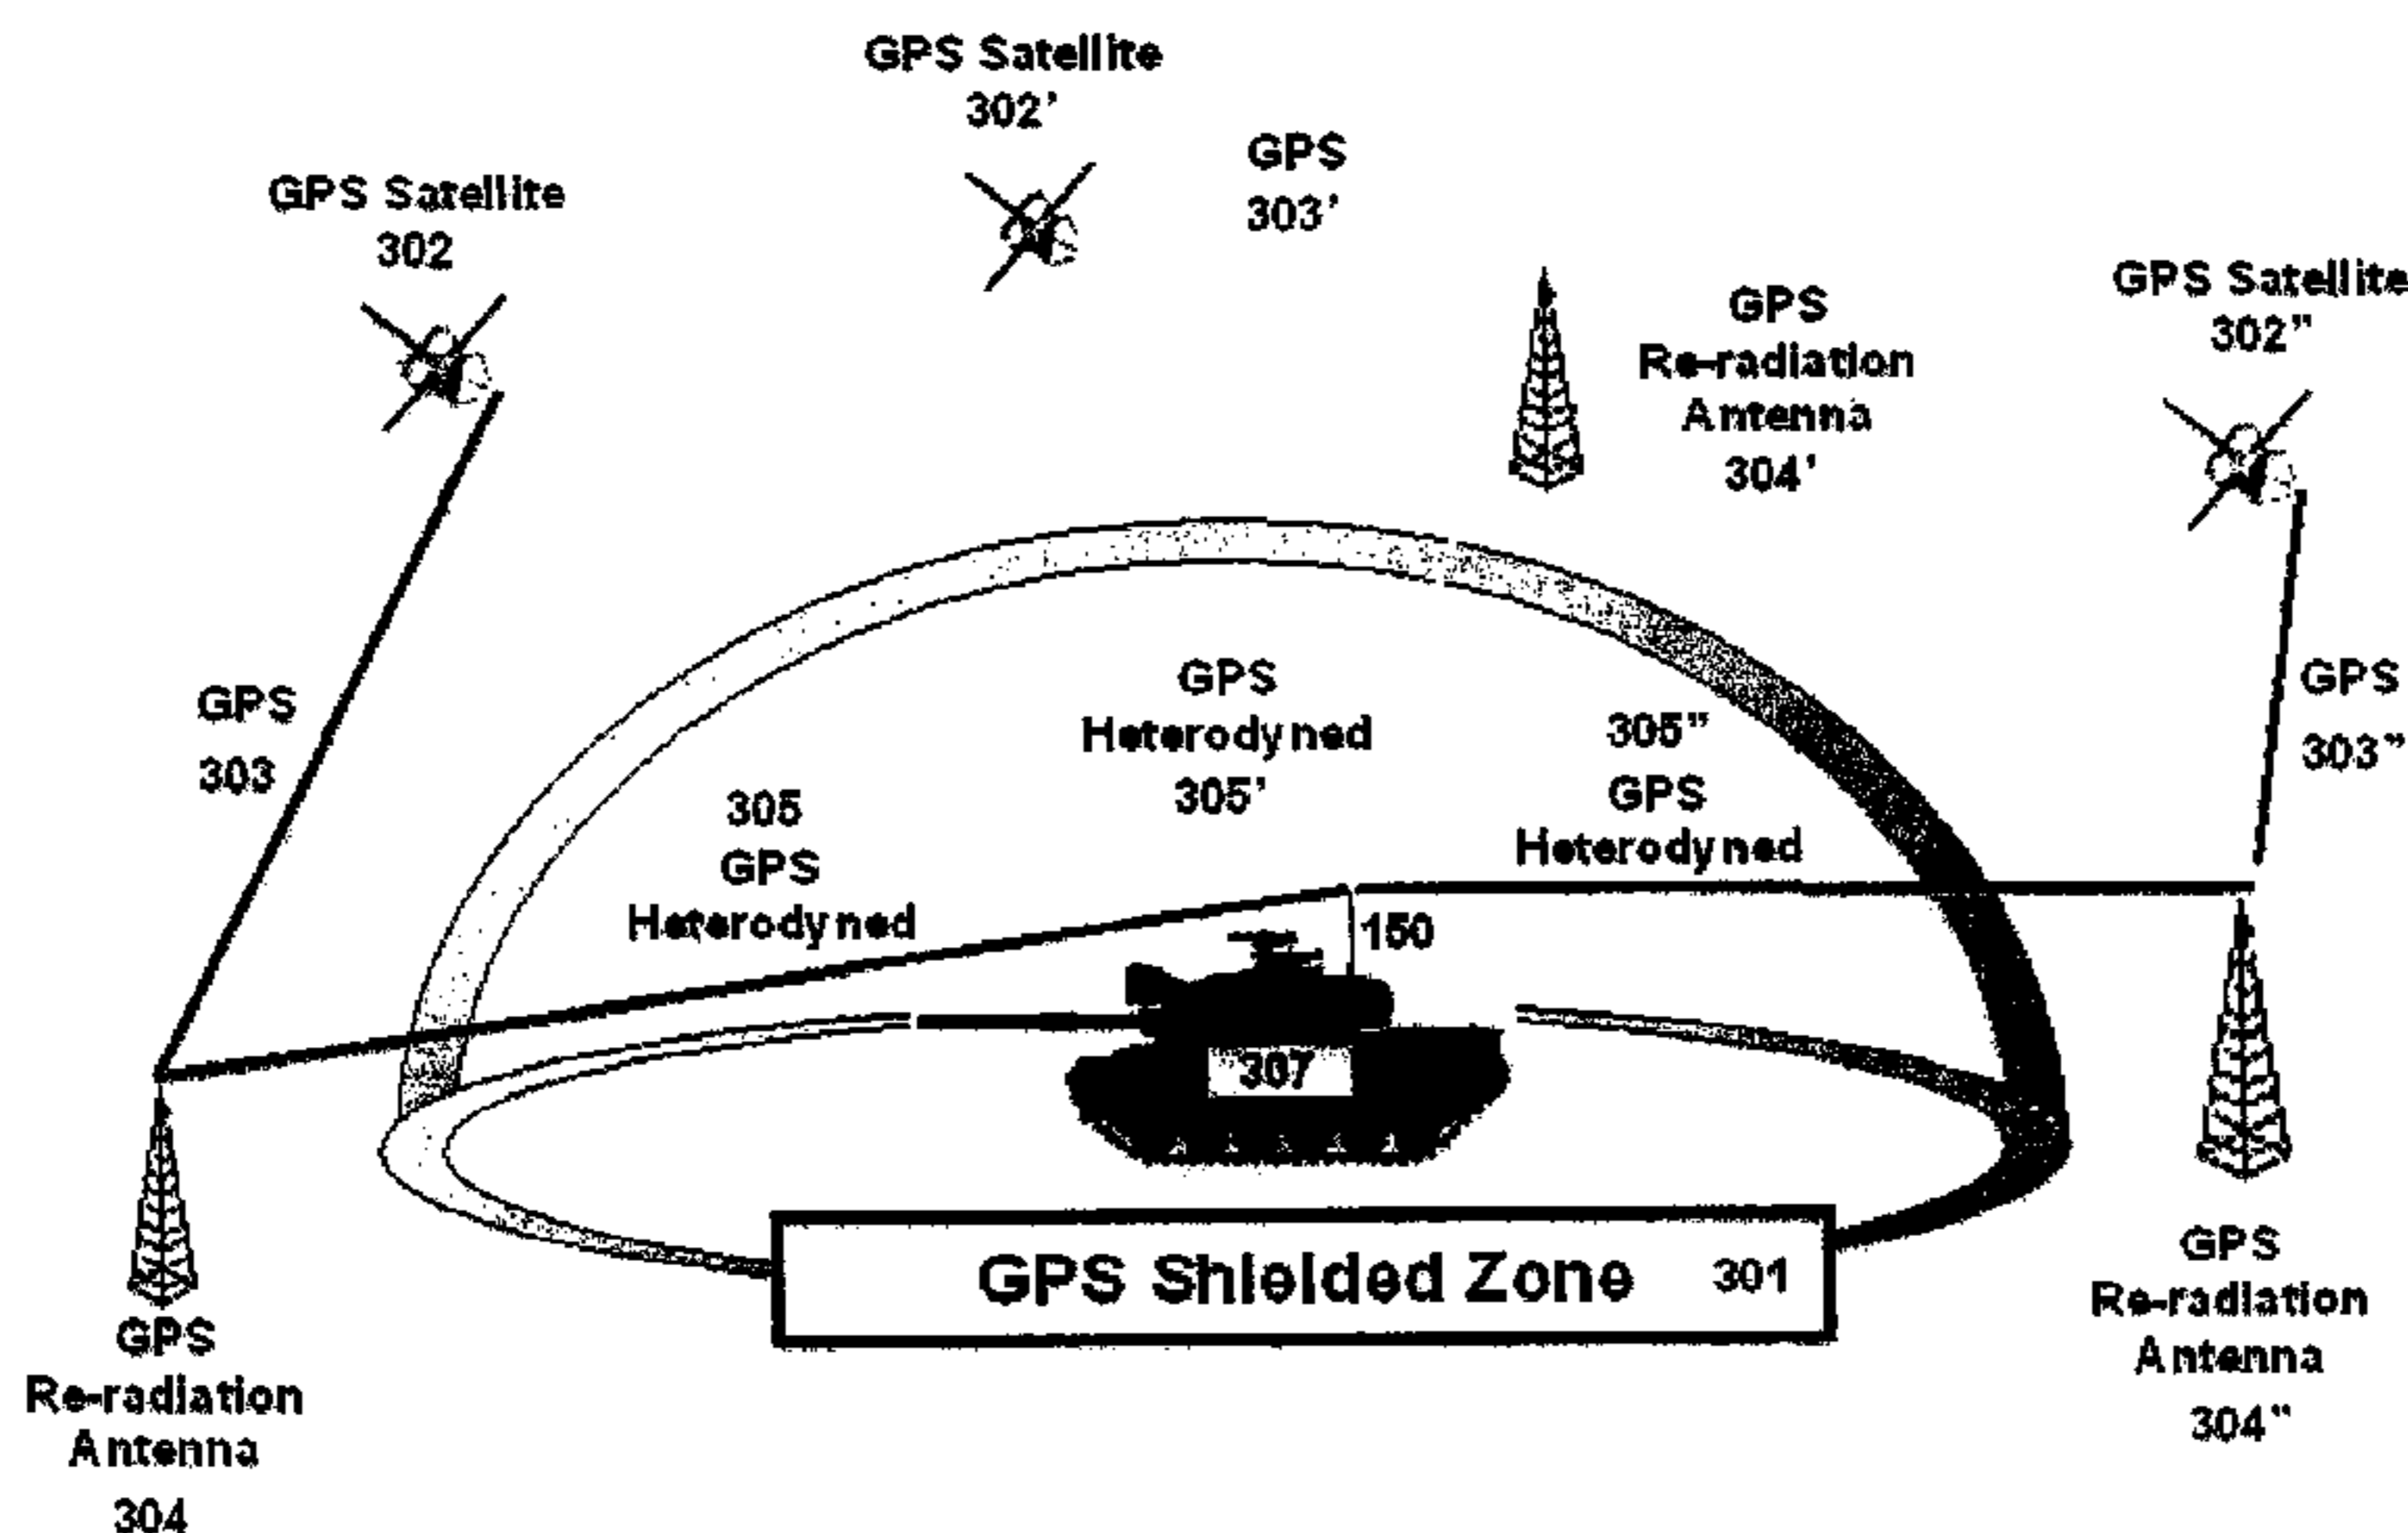 GPS Satellite
302’
GPS
303’
GPS Satellite
302
GPS Satellite
302”
GPS
Re-radiation
Antenna
304’
GPS
303
GPS
Heterodyned
305’
305”
GPS
Heterodyned
GPS
303”
305
GPS
Heterodyned
150
307
GPS Shielded Zone 301
GPS
Re-radiation
Antenna
304
GPS
Re-radiation
Antenna
304”